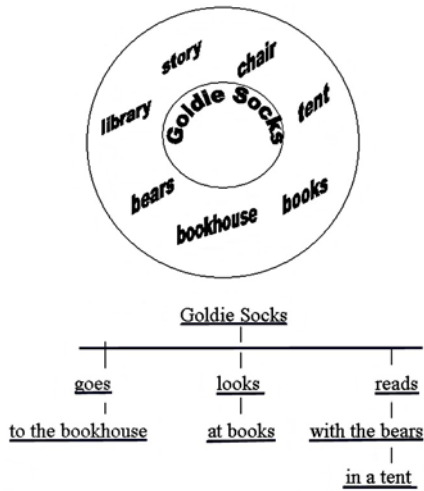 story
chair
library
Goldie Socks
tent
bears
bookhouse
books
Goldie Socks
goes
looks
reads
to the bookhouse
at books
with the bears
in a tent